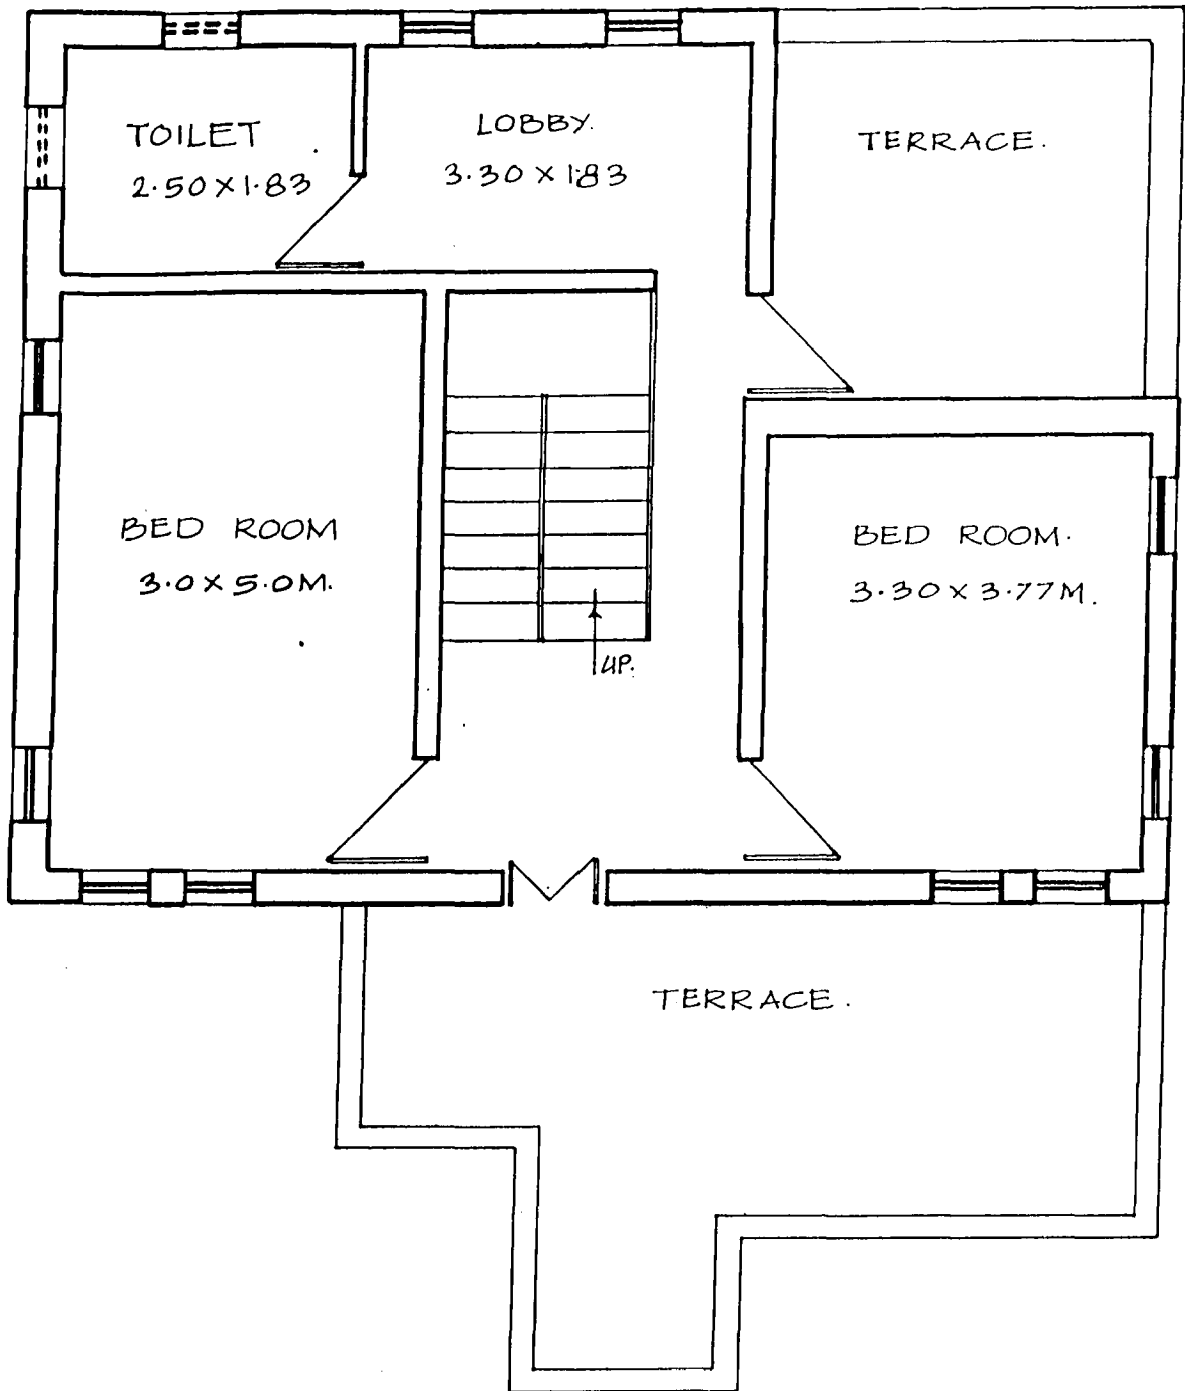 TOILET
2.50 X 1.83
LOBBY.
3.30 X 1.83
TERRACE.
BED ROOM
3.0 X 5.0M.
BED ROOM.
3.30 X 3.77M.
UP.
TERRACE.